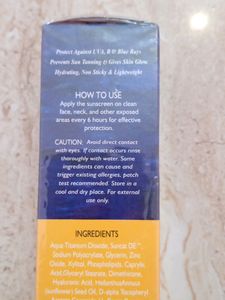 Protect Against UVA, B & Blue Rays
Prevents Sun Tanning & Gives Skin Glow
Hydrating, Non Sticky & Lightweight
HOW TO USE
Apply the sunscreen on clean
face, neck, and other exposed
areas every 6 hours for effective
protection.
CAUTION: Avoid direct contact
with eyes. If contact occurs rinse
thoroughly with water. Some
ingredients can cause and
trigger existing allergies, patch
test recommended. Store in a
cool and dry place. For external
use only.
INGREDIENTS
Aqua Titanium Dioxide, Suncat DE™,
Sodium Polyacrylate, Glycerin, Zinc
Oxide, Xylitol, Phospholipids, Caprylic
Acid,Glyceryl Stearate, Dimethicone,
Hyaluronic Acid, Helianthus Annuus
(Sunflower) Seed Oil, D-alpha Tocopheryl